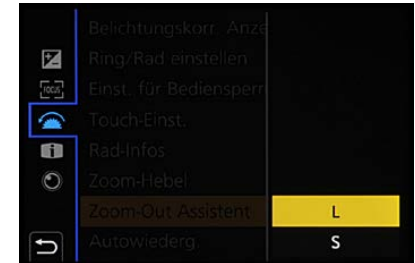 Belichtungskorr. Anze
Ring/Rad einstellen
FOCUS
Einst. für Bediensperr
Touch-Einst.
Rad-Infos
Zoom-Hebel
Zoom-Out Assistent
L
Autowiederg.
S